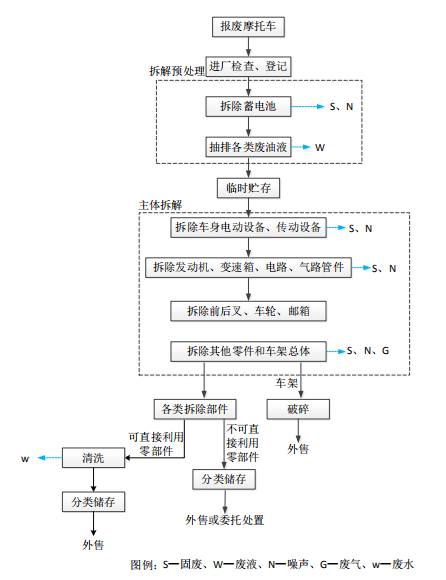 报废摩托车
进厂检查、登记
拆解预处理
拆除蓄电池
S、N
抽排各类废油液
W
临时贮存
主体拆解
拆除车身电动设备、传动设备
S、N
拆除发动机、变速箱、电路、气路管件
S、N
拆除前后叉、车轮、邮箱
拆除其他零件和车架总体
S、N、G
车架
各类拆除部件
破碎
可直接利用
零部件
不可直
接利用
零部件
外售
w
清洗
分类储存
分类储存
外售或委托处置
外售
图例：S—固废、W—废液、N—噪声、G—废气、w—废水